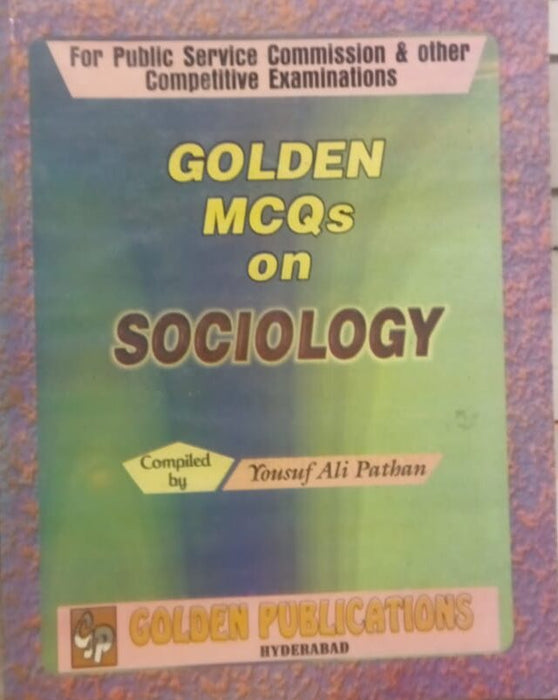 For Public Service Commission & other
Competitive Examinations
GOLDEN
MCQs
on
SOCIOLOGY
Compiled
by
Yousuf Ali Pathan
GP
GOLDEN PUBLICATIONS
HYDERABAD